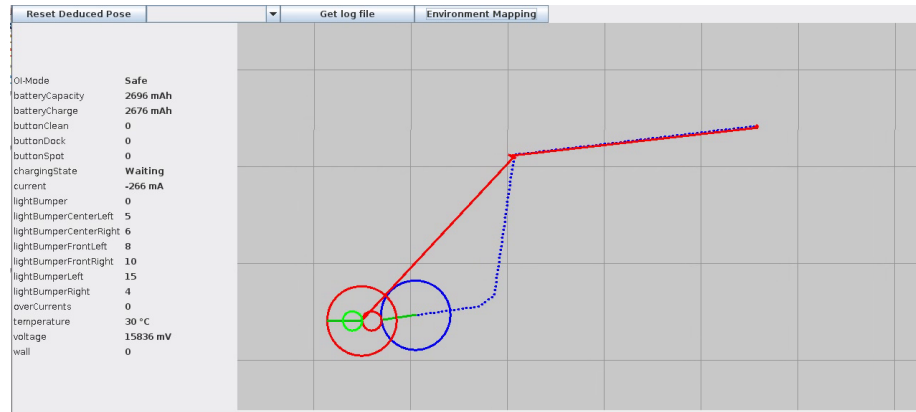 Reset Deduced Pose Get log file Environment Mapping
OI-Mode Safe
batteryCapacity 2696 mAh
batteryCharge 2676 mAh
buttonClean 0
buttonDock 0
buttonSpot 0
chargingState Waiting
current -266 mA
lightBumper 0
lightBumperCenterLeft 5
lightBumperCenterRight 6
lightBumperFrontLeft 8
lightBumperFrontRight 10
lightBumperLeft 15
lightBumperRight 4
overCurrents 0
temperature 30 °C
voltage 15836 mV
wall 0